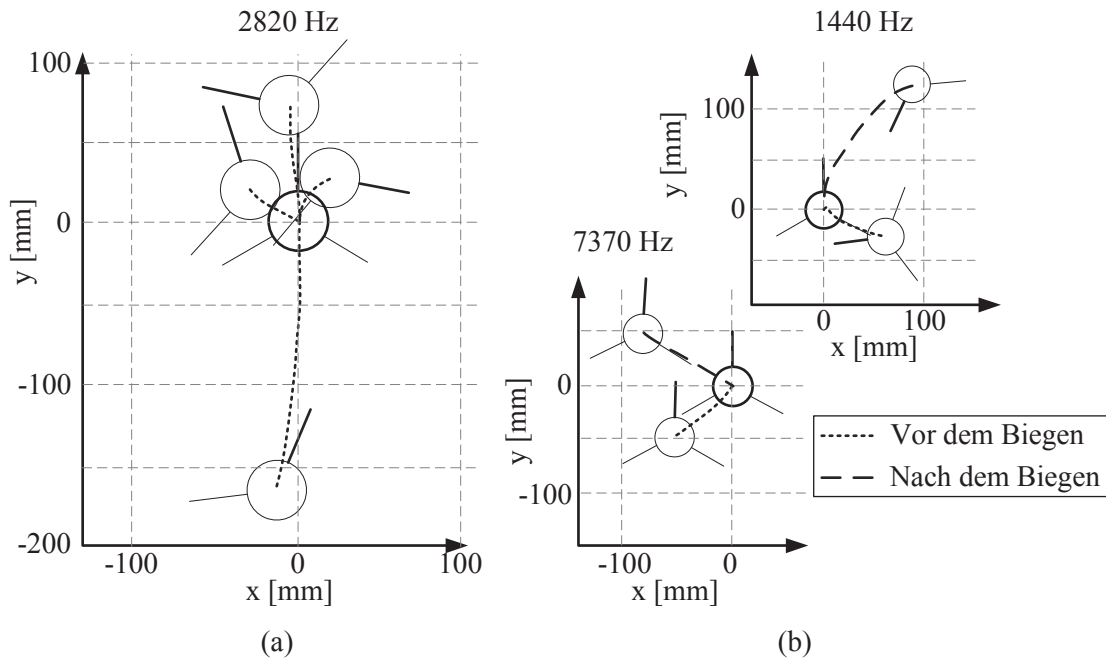 2820 Hz
100
50
0
-50
-100
-150
-200
y [mm]
-100
0
100
x [mm]
(a)
1440 Hz
100
0
y [mm]
0
100
x [mm]
7370 Hz
0
-100
y [mm]
-100
0
x [mm]
Vor dem Biegen
Nach dem Biegen
(b)